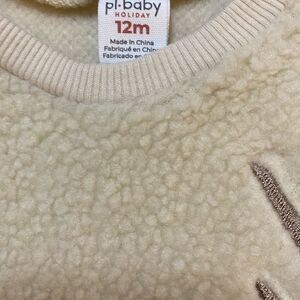 pl•baby
HOLIDAY
12m
Made in China
Fabriqué en Chine
Fabricado en